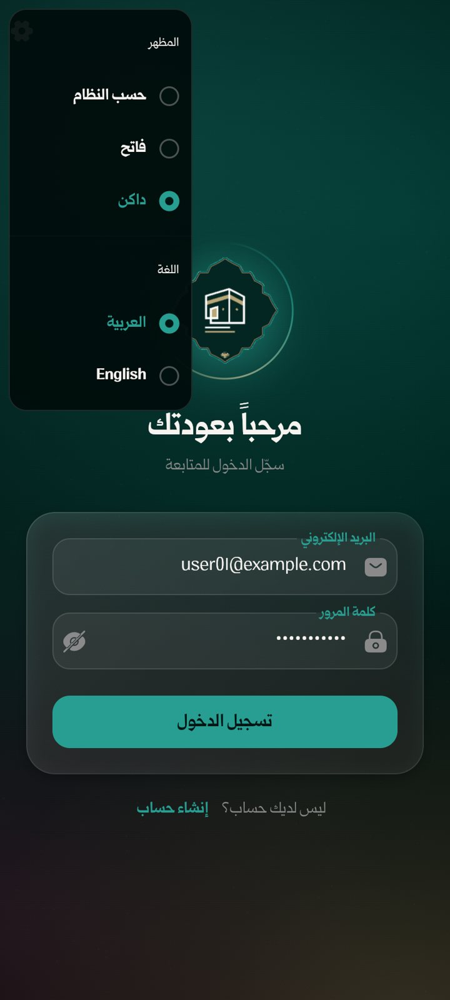 المظهر
حسب النظام
فاتح
داكن
اللغة
العربية
English
مرحباً بعودتك
سجّل الدخول للمتابعة
البريد الإلكتروني
user01@example.com
كلمة المرور
•••••••••••
تسجيل الدخول
ليس لديك حساب؟ إنشاء حساب